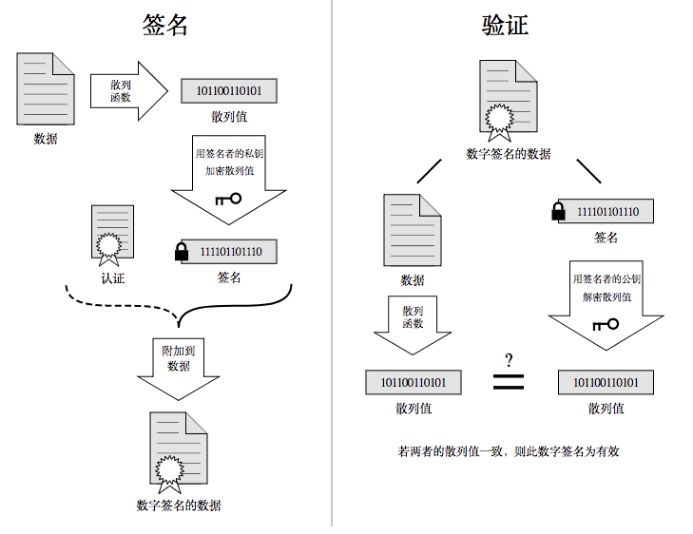 签名
散列
函数
101100110101
数据
散列值
用签名者的私钥
加密散列值
111101101110
认证
签名
附加到
数据
数字签名的数据
验证
数字签名的数据
111101101110
签名
数据
用签名者的公钥
解密散列值
散列
函数
?
101100110101
101100110101
散列值
散列值
若两者的散列值一致，则此数字签名为有效